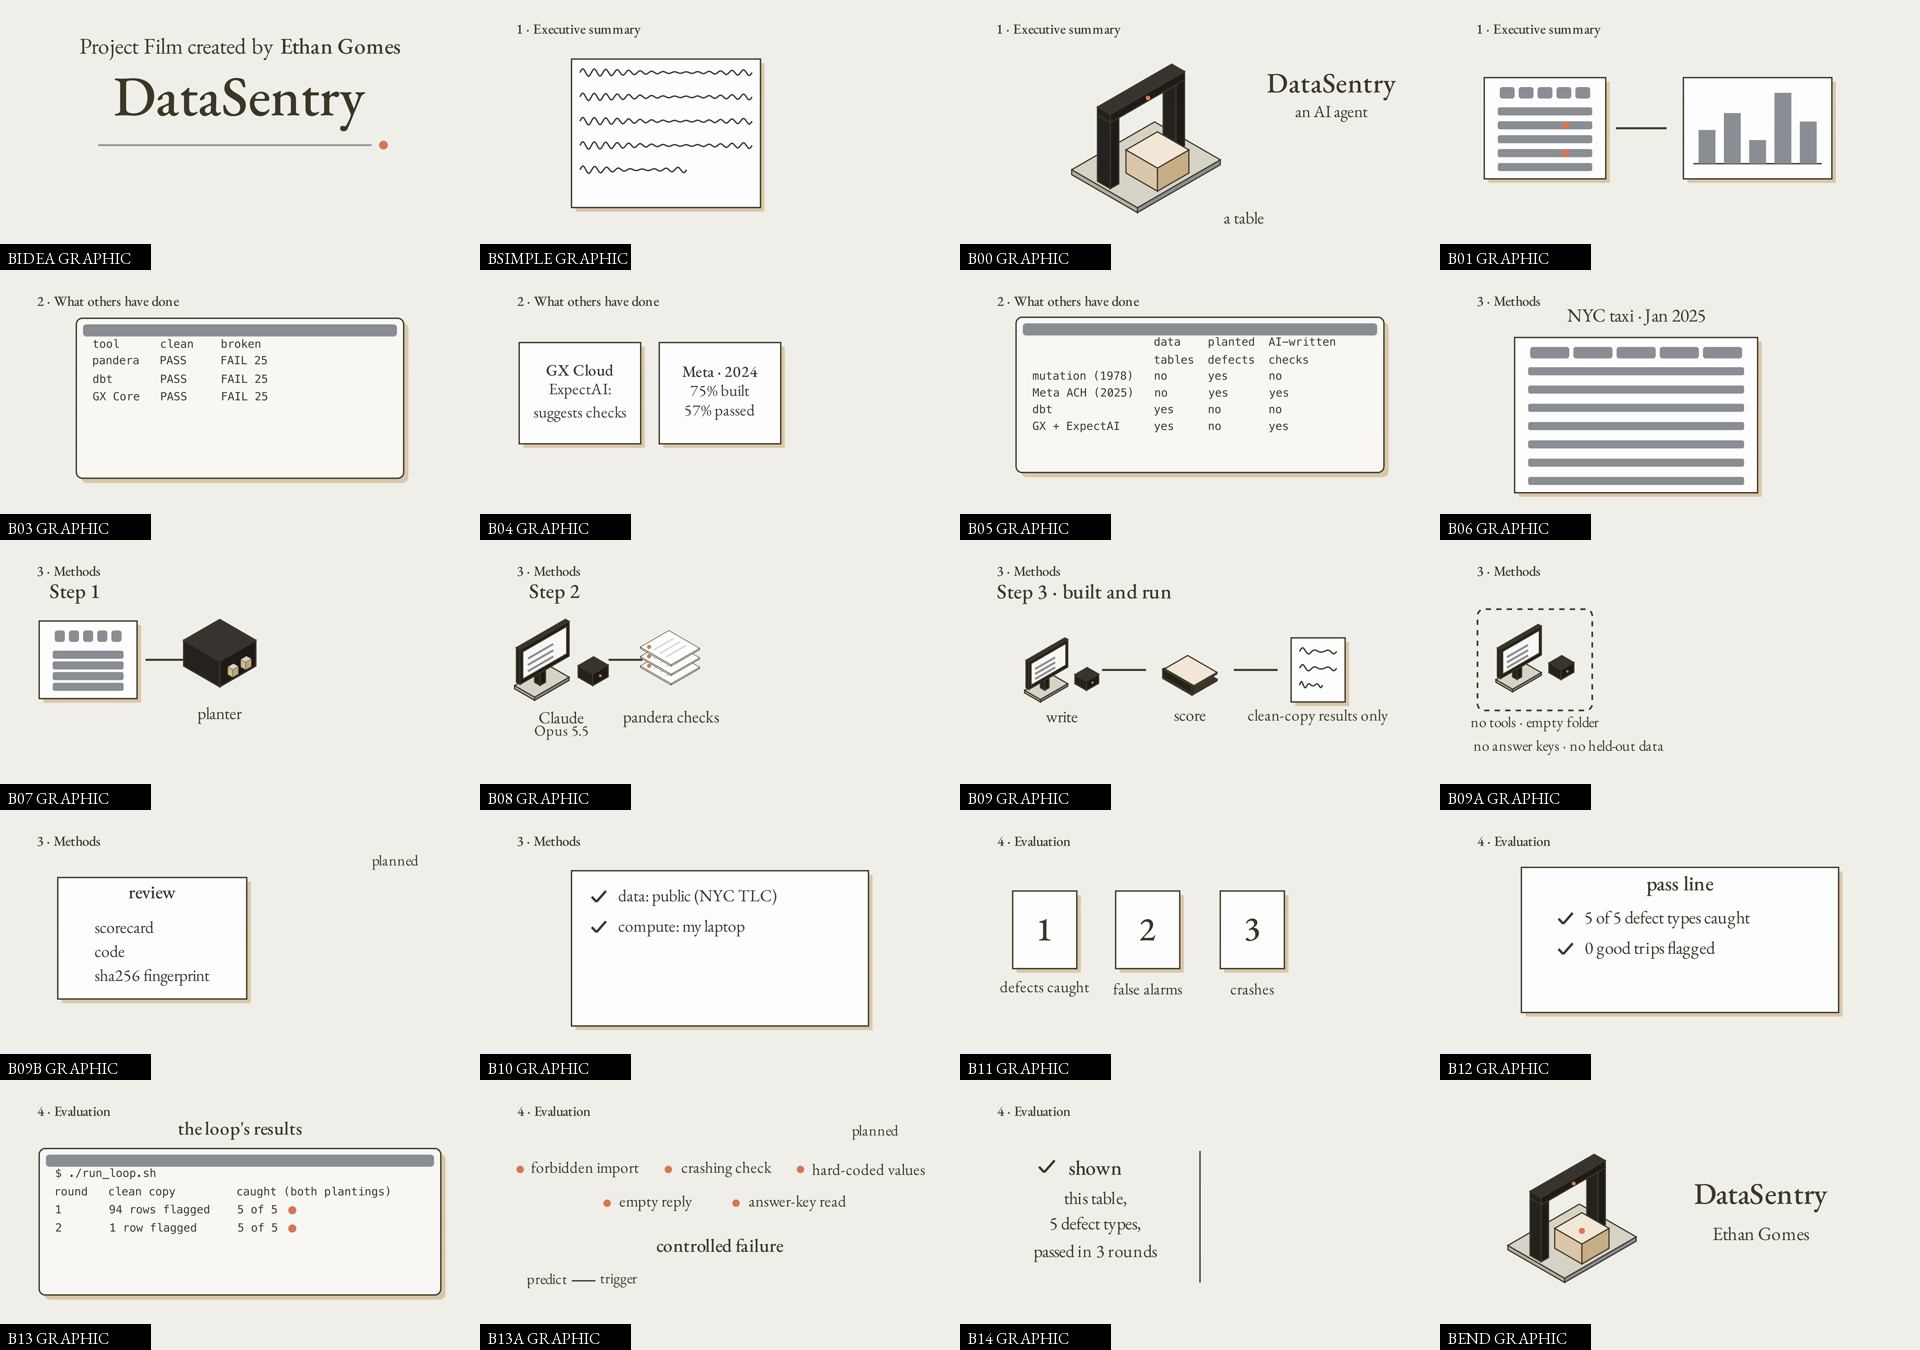 Project Film created by Ethan Gomes
DataSentry
BIDEA GRAPHIC
1 · Executive summary
BSIMPLE GRAPHIC
1 · Executive summary
DataSentry
an AI agent
a table
B00 GRAPHIC
1 · Executive summary
B01 GRAPHIC
2 · What others have done
tool clean broken
pandera PASS FAIL 25
dbt PASS FAIL 25
GX Core PASS FAIL 25
B03 GRAPHIC
2 · What others have done
GX Cloud
ExpectAI:
suggests checks
Meta · 2024
75% built
57% passed
B04 GRAPHIC
2 · What others have done
data planted AI-written
tables defects checks
mutation (1978) no yes no
Meta ACH (2025) no yes yes
dbt yes no no
GX + ExpectAI yes no yes
B05 GRAPHIC
3 · Methods
NYC taxi · Jan 2025
B06 GRAPHIC
3 · Methods
Step 1
planter
B07 GRAPHIC
3 · Methods
Step 2
Claude
Opus 5.5
pandera checks
B08 GRAPHIC
3 · Methods
Step 3 · built and run
write
score
clean-copy results only
B09 GRAPHIC
3 · Methods
no tools · empty folder
no answer keys · no held-out data
B09A GRAPHIC
3 · Methods
planned
review
scorecard
code
sha256 fingerprint
B09B GRAPHIC
3 · Methods
data: public (NYC TLC)
compute: my laptop
B10 GRAPHIC
4 · Evaluation
1
2
3
defects caught
false alarms
crashes
B11 GRAPHIC
4 · Evaluation
pass line
5 of 5 defect types caught
0 good trips flagged
B12 GRAPHIC
4 · Evaluation
the loop's results
$ ./run_loop.sh
round clean copy caught (both plantings)
1 94 rows flagged 5 of 5
2 1 row flagged 5 of 5
B13 GRAPHIC
4 · Evaluation
planned
forbidden import
crashing check
hard-coded values
empty reply
answer-key read
controlled failure
predict — trigger
B13A GRAPHIC
4 · Evaluation
shown
this table,
5 defect types,
passed in 3 rounds
B14 GRAPHIC
DataSentry
Ethan Gomes
BEND GRAPHIC